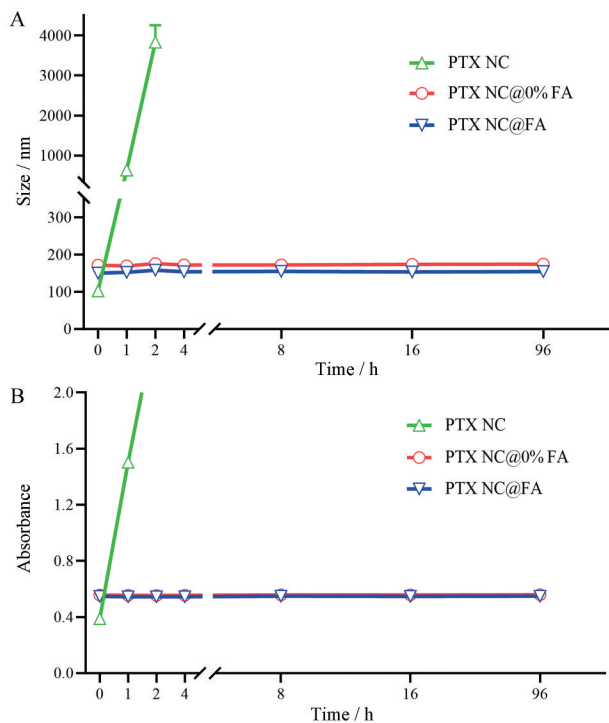 A
4000
3000
2000
1000
300
200
100
0
Size / nm
PTX NC
PTX NC@0% FA
PTX NC@FA
0 1 2 4 8 16 96
Time / h
B
2.0
1.6
1.2
0.8
0.4
0.0
Absorbance
PTX NC
PTX NC@0% FA
PTX NC@FA
0 1 2 4 8 16 96
Time / h